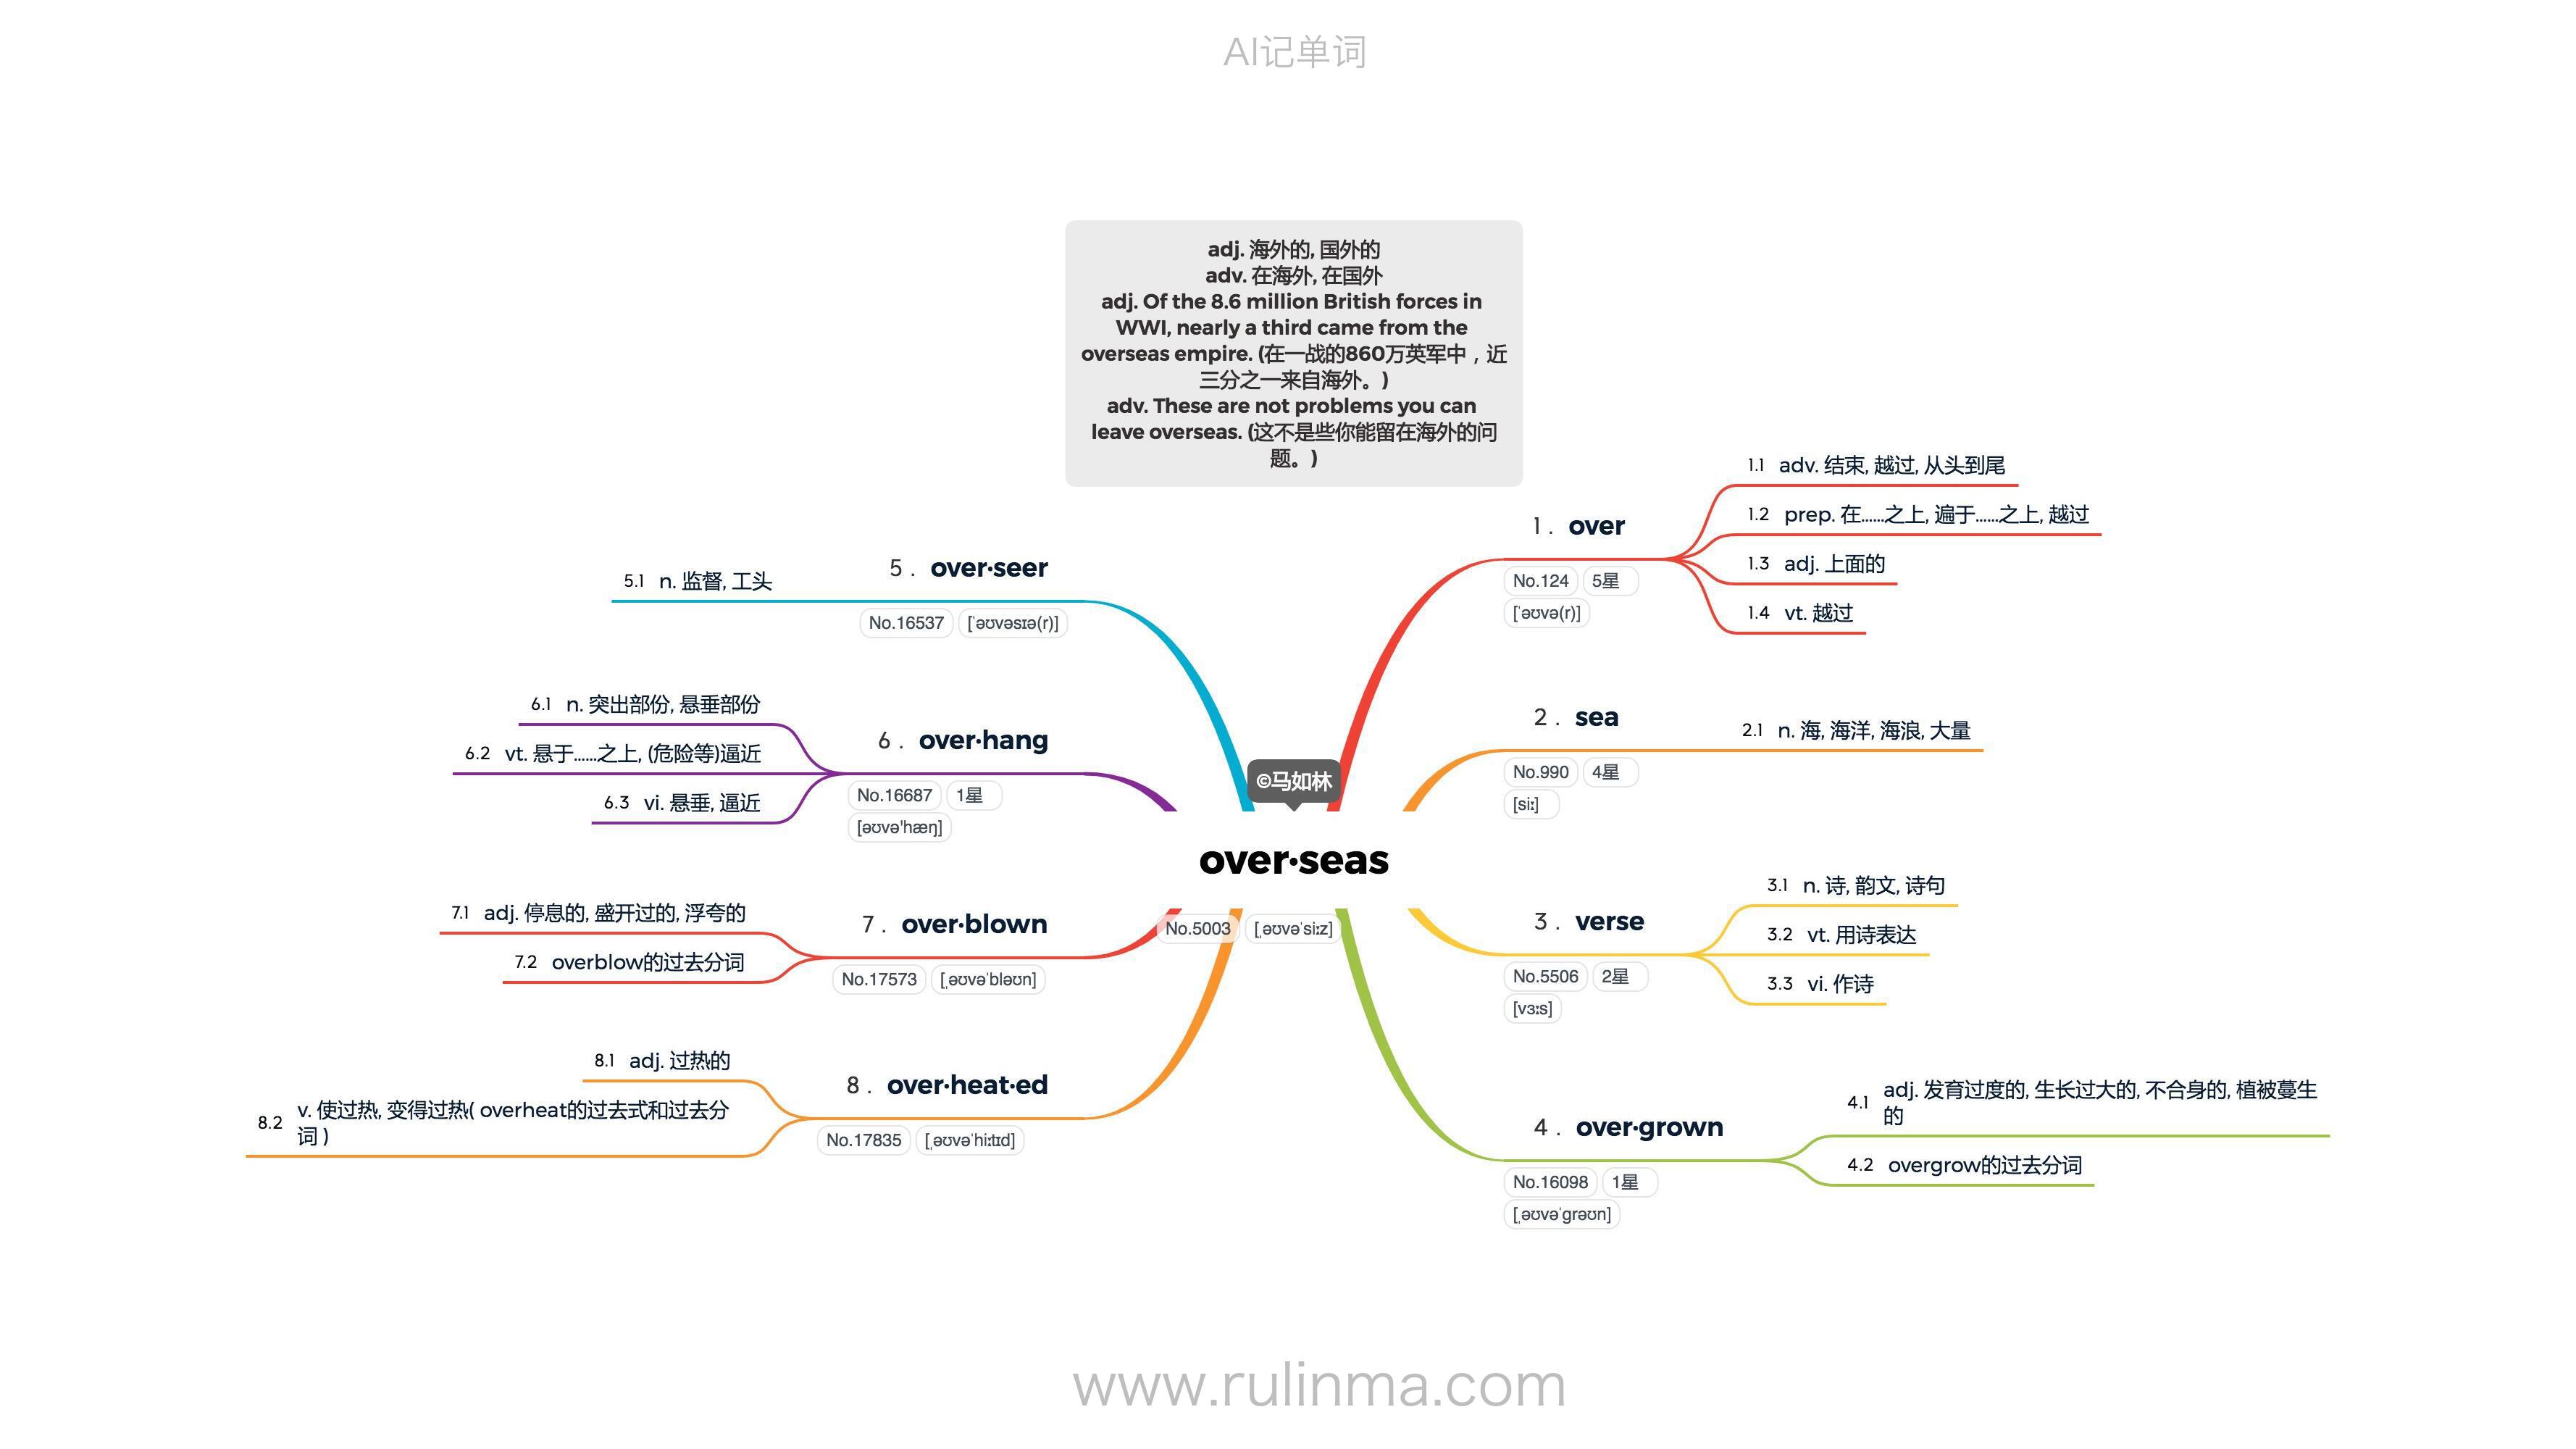 AI记单词
adj. 海外的, 国外的
adv. 在海外, 在国外
adj. Of the 8.6 million British forces in
WWI, nearly a third came from the
overseas empire. (在一战的860万英军中，近
三分之一来自海外。)
adv. These are not problems you can
leave overseas. (这不是些你能留在海外的问
题。)
©马如林
over·seas
No.5003 [ˌəʊvəˈsiːz]
1. over
No.124 5星
[ˈəʊvə(r)]
1.1 adv. 结束, 越过, 从头到尾
1.2 prep. 在……之上, 遍于……之上, 越过
1.3 adj. 上面的
1.4 vt. 越过
2. sea
No.990 4星
[siː]
2.1 n. 海, 海洋, 海浪, 大量
3. verse
No.5506 2星
[vɜːs]
3.1 n. 诗, 韵文, 诗句
3.2 vt. 用诗表达
3.3 vi. 作诗
4. over·grown
No.16098 1星
[ˌəʊvəˈgrəʊn]
4.1 adj. 发育过度的, 生长过大的, 不合身的, 植被蔓生
的
4.2 overgrow的过去分词
5. over·seer
No.16537 [ˈəʊvəsɪə(r)]
5.1 n. 监督, 工头
6. over·hang
No.16687 1星
[əʊvə'hæŋ]
6.1 n. 突出部份, 悬垂部份
6.2 vt. 悬于……之上, (危险等)逼近
6.3 vi. 悬垂, 逼近
7. over·blown
No.17573 [ˌəʊvəˈbləʊn]
7.1 adj. 停息的, 盛开过的, 浮夸的
7.2 overblow的过去分词
8. over·heat·ed
No.17835 [ˌəʊvəˈhiːtɪd]
8.1 adj. 过热的
8.2 v. 使过热, 变得过热( overheat的过去式和过去分
词 )
www.rulinma.com